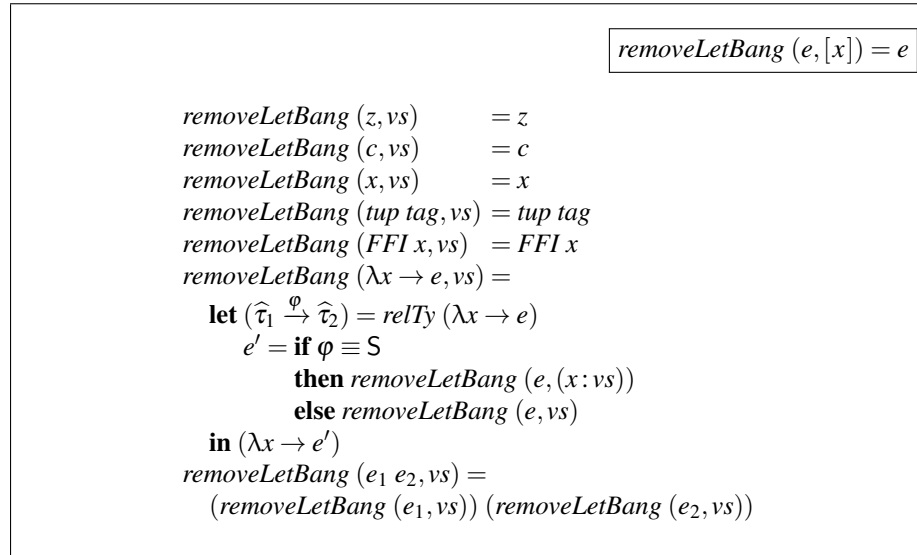 removeLetBang (e, [x]) = e
removeLetBang (z, vs) = z
removeLetBang (c, vs) = c
removeLetBang (x, vs) = x
removeLetBang (tup tag, vs) = tup tag
removeLetBang (FFI x, vs) = FFI x
removeLetBang (λx → e, vs) =
let (τ̂₁ →^φ τ̂₂) = relTy (λx → e)
e′ = if φ ≡ S
then removeLetBang (e, (x : vs))
else removeLetBang (e, vs)
in (λx → e′)
removeLetBang (e₁ e₂, vs) =
(removeLetBang (e₁, vs)) (removeLetBang (e₂, vs))